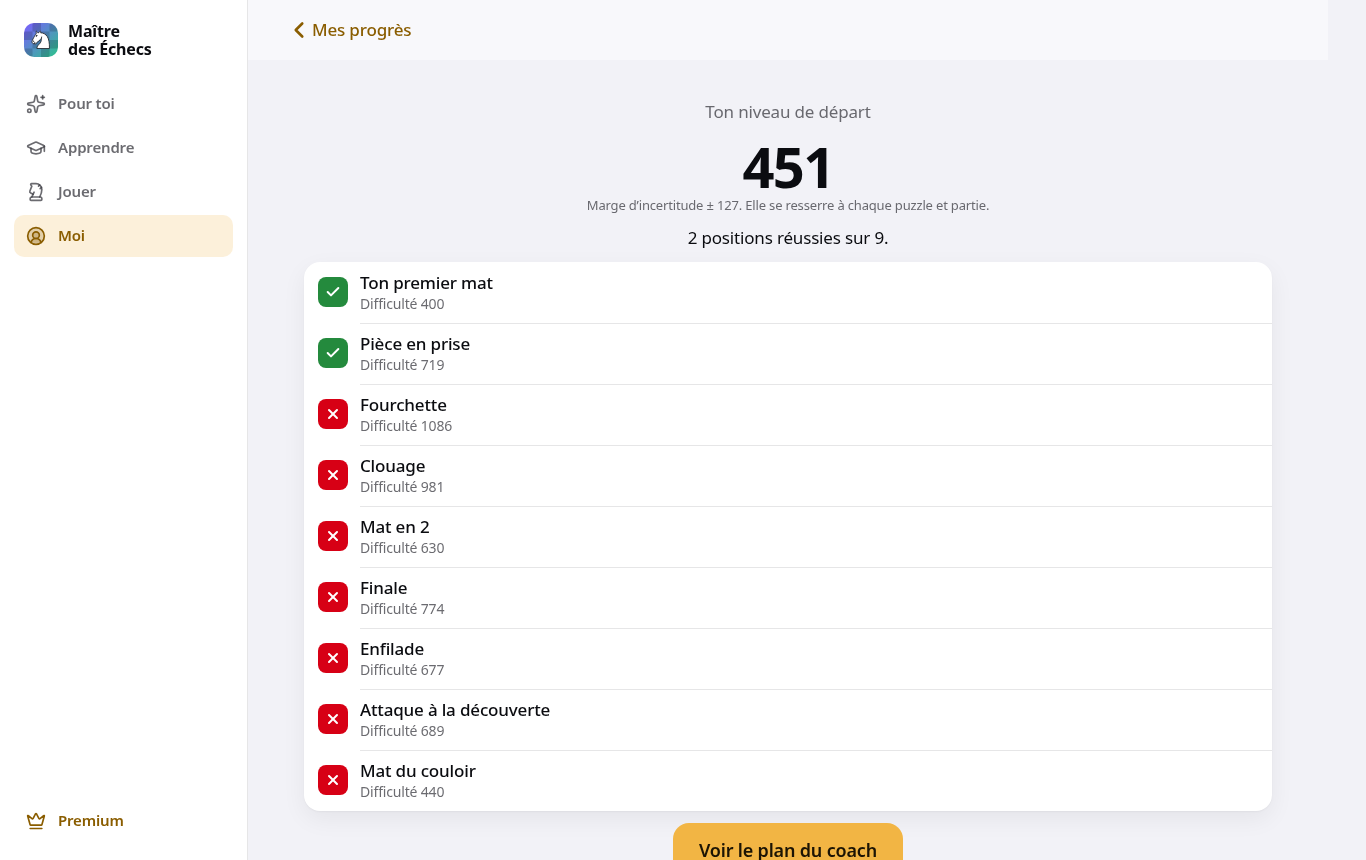 Maître
des Échecs
Pour toi
Apprendre
Jouer
Moi
Premium
Mes progrès
Ton niveau de départ
451
Marge d’incertitude ± 127. Elle se resserre à chaque puzzle et partie.
2 positions réussies sur 9.
Ton premier mat
Difficulté 400
Pièce en prise
Difficulté 719
Fourchette
Difficulté 1086
Clouage
Difficulté 981
Mat en 2
Difficulté 630
Finale
Difficulté 774
Enfilade
Difficulté 677
Attaque à la découverte
Difficulté 689
Mat du couloir
Difficulté 440
Voir le plan du coach